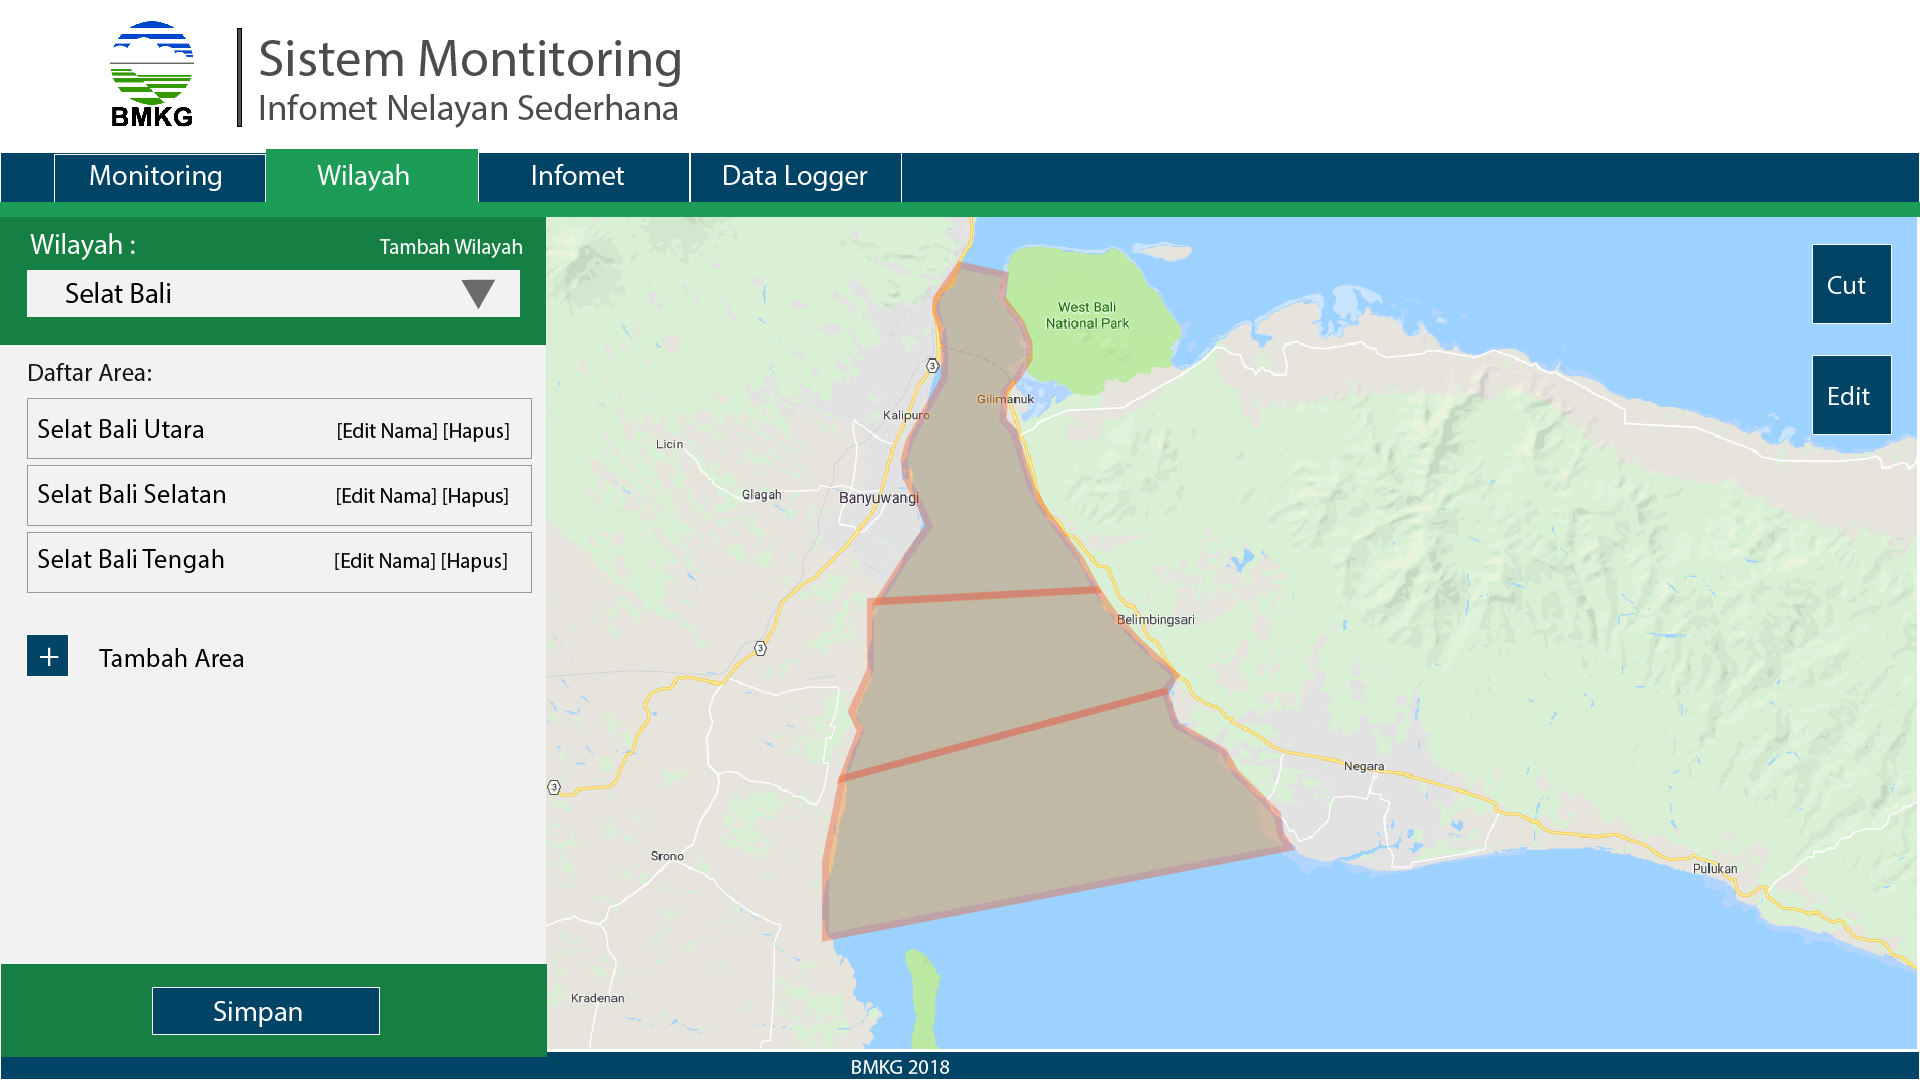 BMKG
Sistem Montitoring
Infomet Nelayan Sederhana
Monitoring
Wilayah
Infomet
Data Logger
Wilayah :
Tambah Wilayah
Selat Bali
Daftar Area:
Selat Bali Utara [Edit Nama] [Hapus]
Selat Bali Selatan [Edit Nama] [Hapus]
Selat Bali Tengah [Edit Nama] [Hapus]
+ Tambah Area
Simpan
Cut
Edit
West Bali
National Park
3
Gilimanuk
Kalipuro
Licin
Glagah
Banyuwangi
Belimbingsari
3
Negara
3
Srono
Pulukan
Kradenan
BMKG 2018